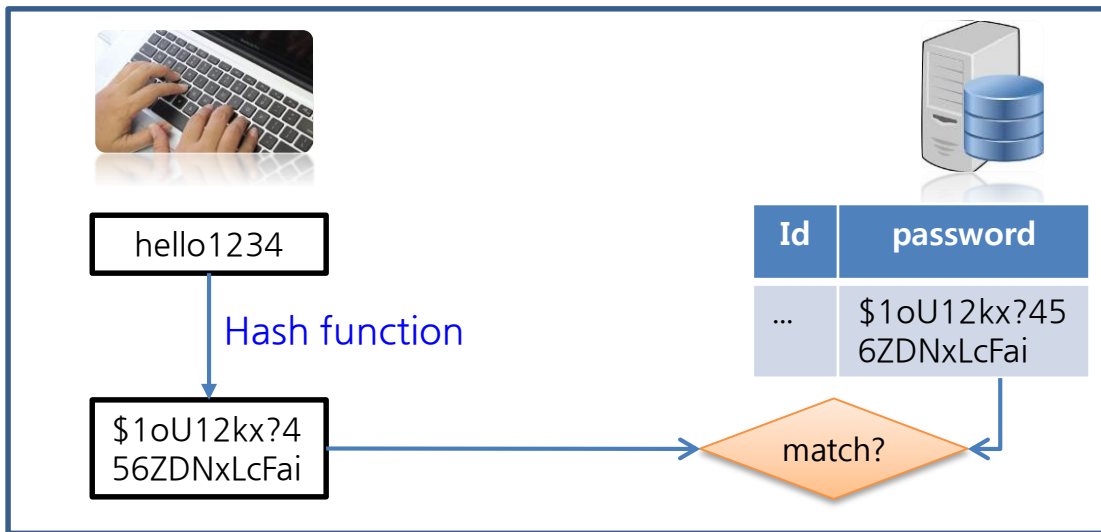 hello1234
Hash function
$1oU12kx?4
56ZDNxLcFai
Id password
... $1oU12kx?45
6ZDNxLcFai
match?